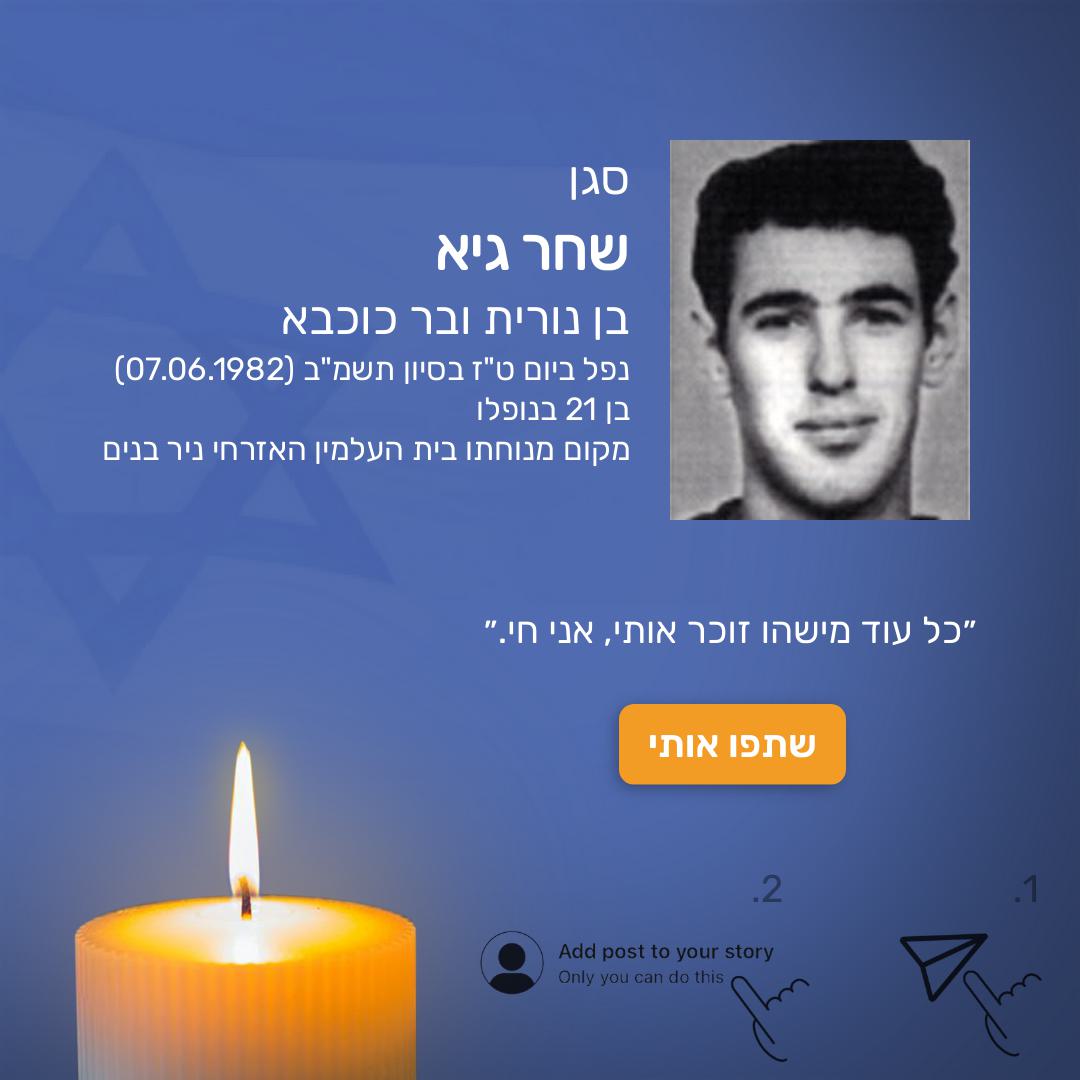 סגן
שחר גיא
בן נורית ובר כוכבא
נפל ביום ט"ז בסיוון תשמ"ב (07.06.1982)
בן 21 בנופלו
מקום מנוחתו בית העלמין האזרחי ניר בנים
"כל עוד מישהו זוכר אותי, אני חי."
שתפו אותי
.1
.2
Add post to your story
Only you can do this